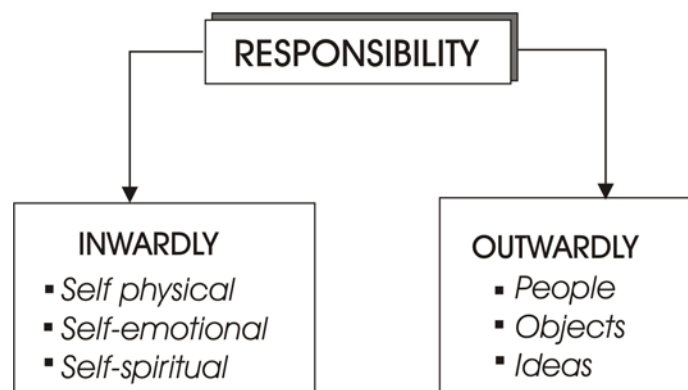 RESPONSIBILITY
INWARDLY
▪ Self physical
▪ Self-emotional
▪ Self-spiritual
OUTWARDLY
▪ People
▪ Objects
▪ Ideas